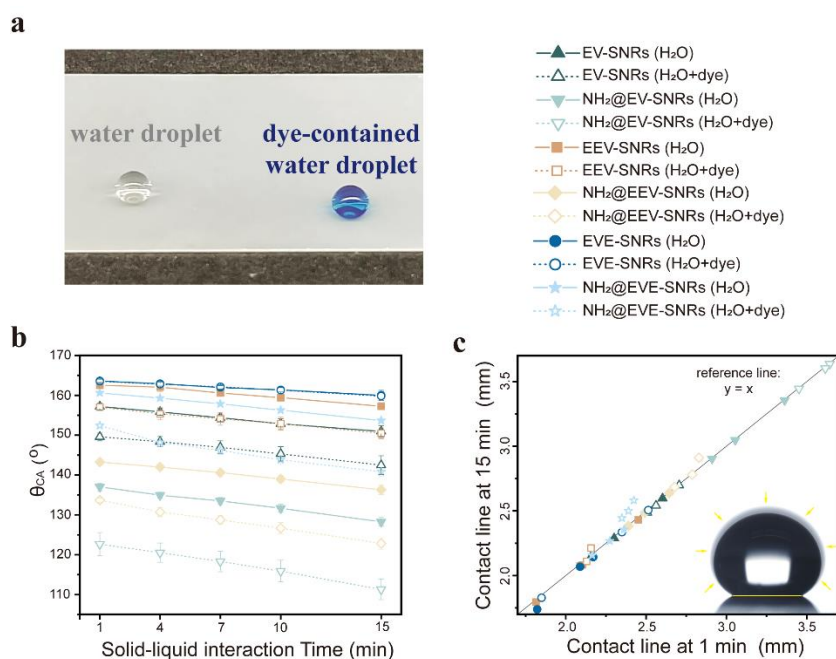 a
water droplet
dye-contained
water droplet
EV-SNRs (H₂O)
EV-SNRs (H₂O+dye)
NH₂@EV-SNRs (H₂O)
NH₂@EV-SNRs (H₂O+dye)
EEV-SNRs (H₂O)
EEV-SNRs (H₂O+dye)
NH₂@EEV-SNRs (H₂O)
NH₂@EEV-SNRs (H₂O+dye)
EVE-SNRs (H₂O)
EVE-SNRs (H₂O+dye)
NH₂@EVE-SNRs (H₂O)
NH₂@EVE-SNRs (H₂O+dye)
b
170
160
150
140
130
120
110
θCA (°)
1 4 7 10 15
Solid-liquid interaction Time (min)
c
reference line:
y = x
3.5
3.0
2.5
2.0
Contact line at 15 min (mm)
2.0 2.5 3.0 3.5
Contact line at 1 min (mm)